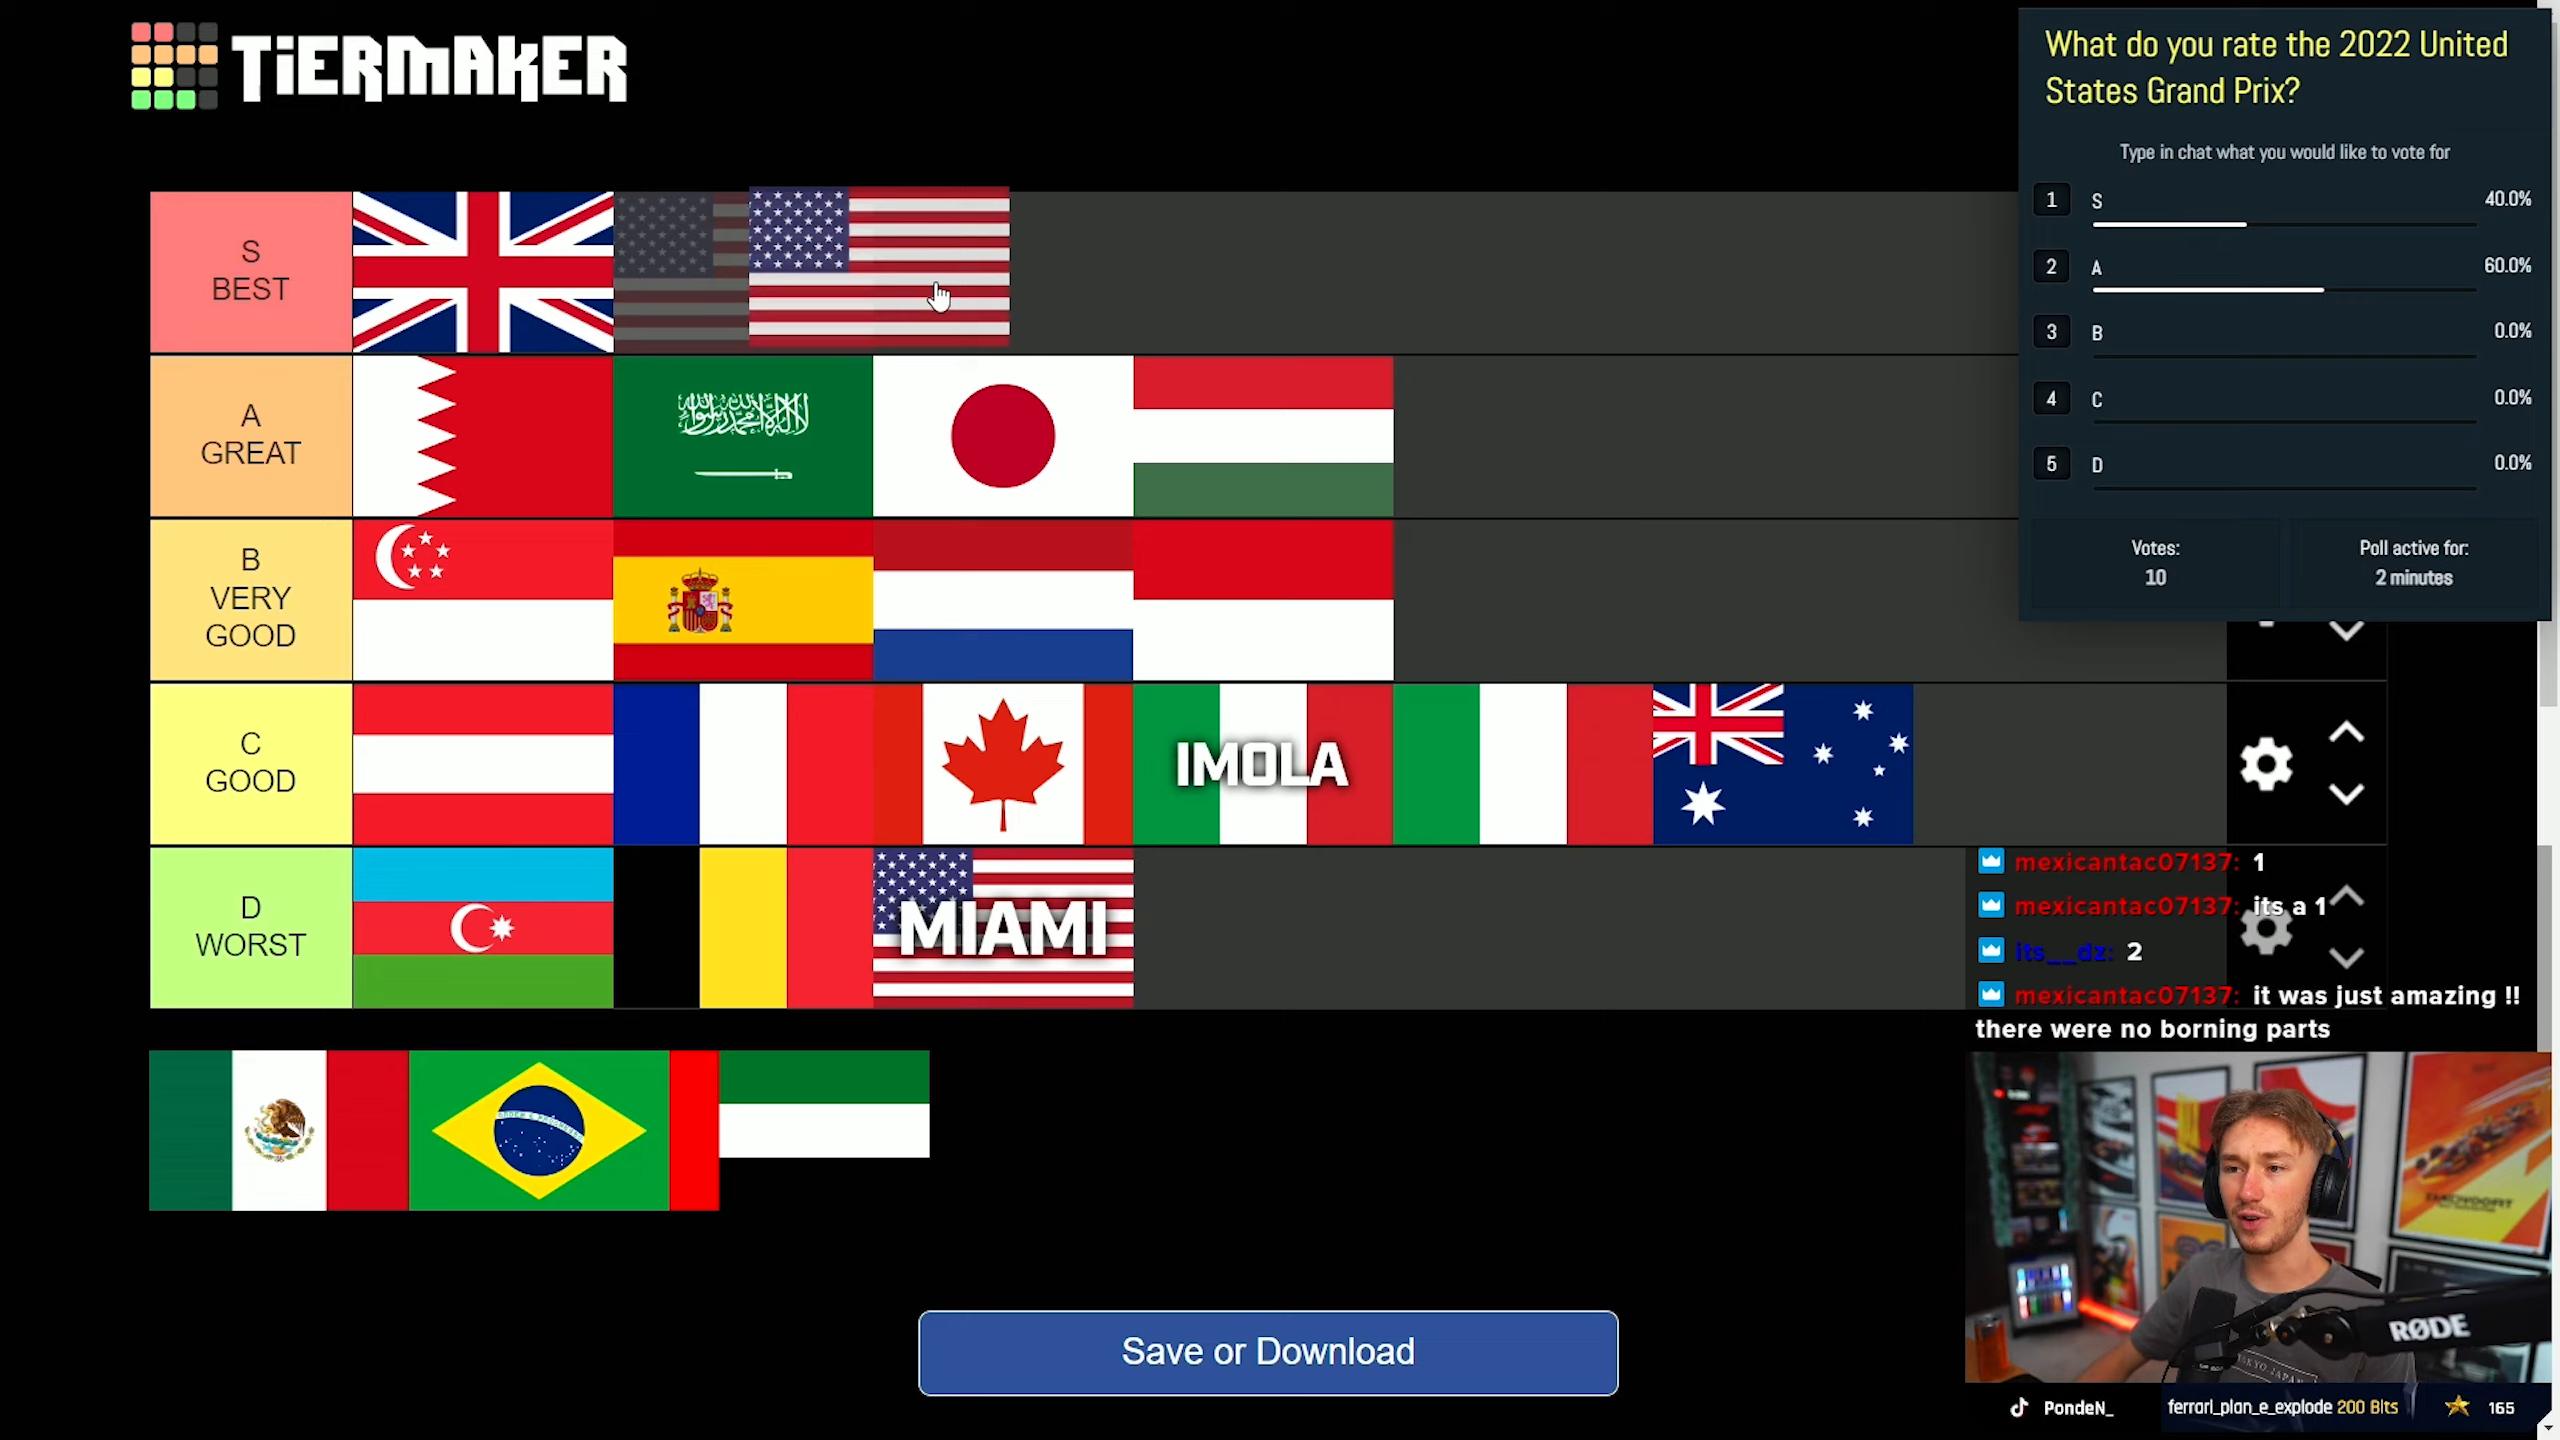 TiERMAKER
What do you rate the 2022 United
States Grand Prix?
Type in chat what you would like to vote for
1 S 40.0%
2 A 60.0%
3 B 0.0%
4 C 0.0%
5 D 0.0%
Votes: Poll active for:
10 2 minutes
S
BEST
A
GREAT
B
VERY
GOOD
C
GOOD
IMOLA
D
WORST
MIAMI
mexicantac07137: 1
mexicantac07137: its a 1
its__dz: 2
mexicantac07137: it was just amazing !!
there were no borning parts
Save or Download
RØDE
PondeN_
ferrari_plan_e_explode 200 Bits
165